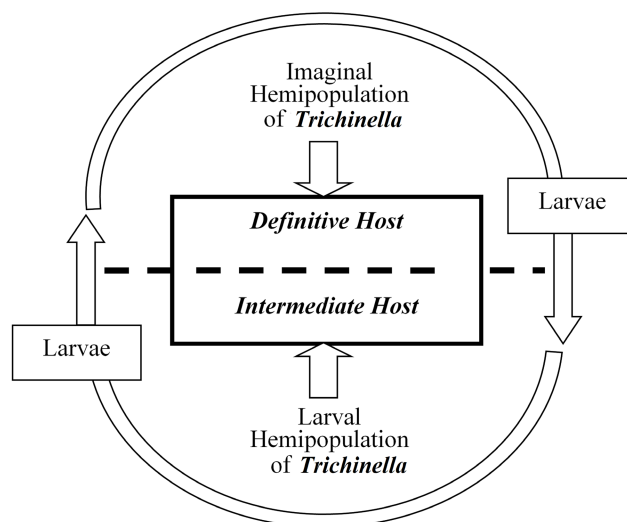 Imaginal
Hemipopulation
of Trichinella
Larvae
Definitive Host
Intermediate Host
Larvae
Larval
Hemipopulation
of Trichinella